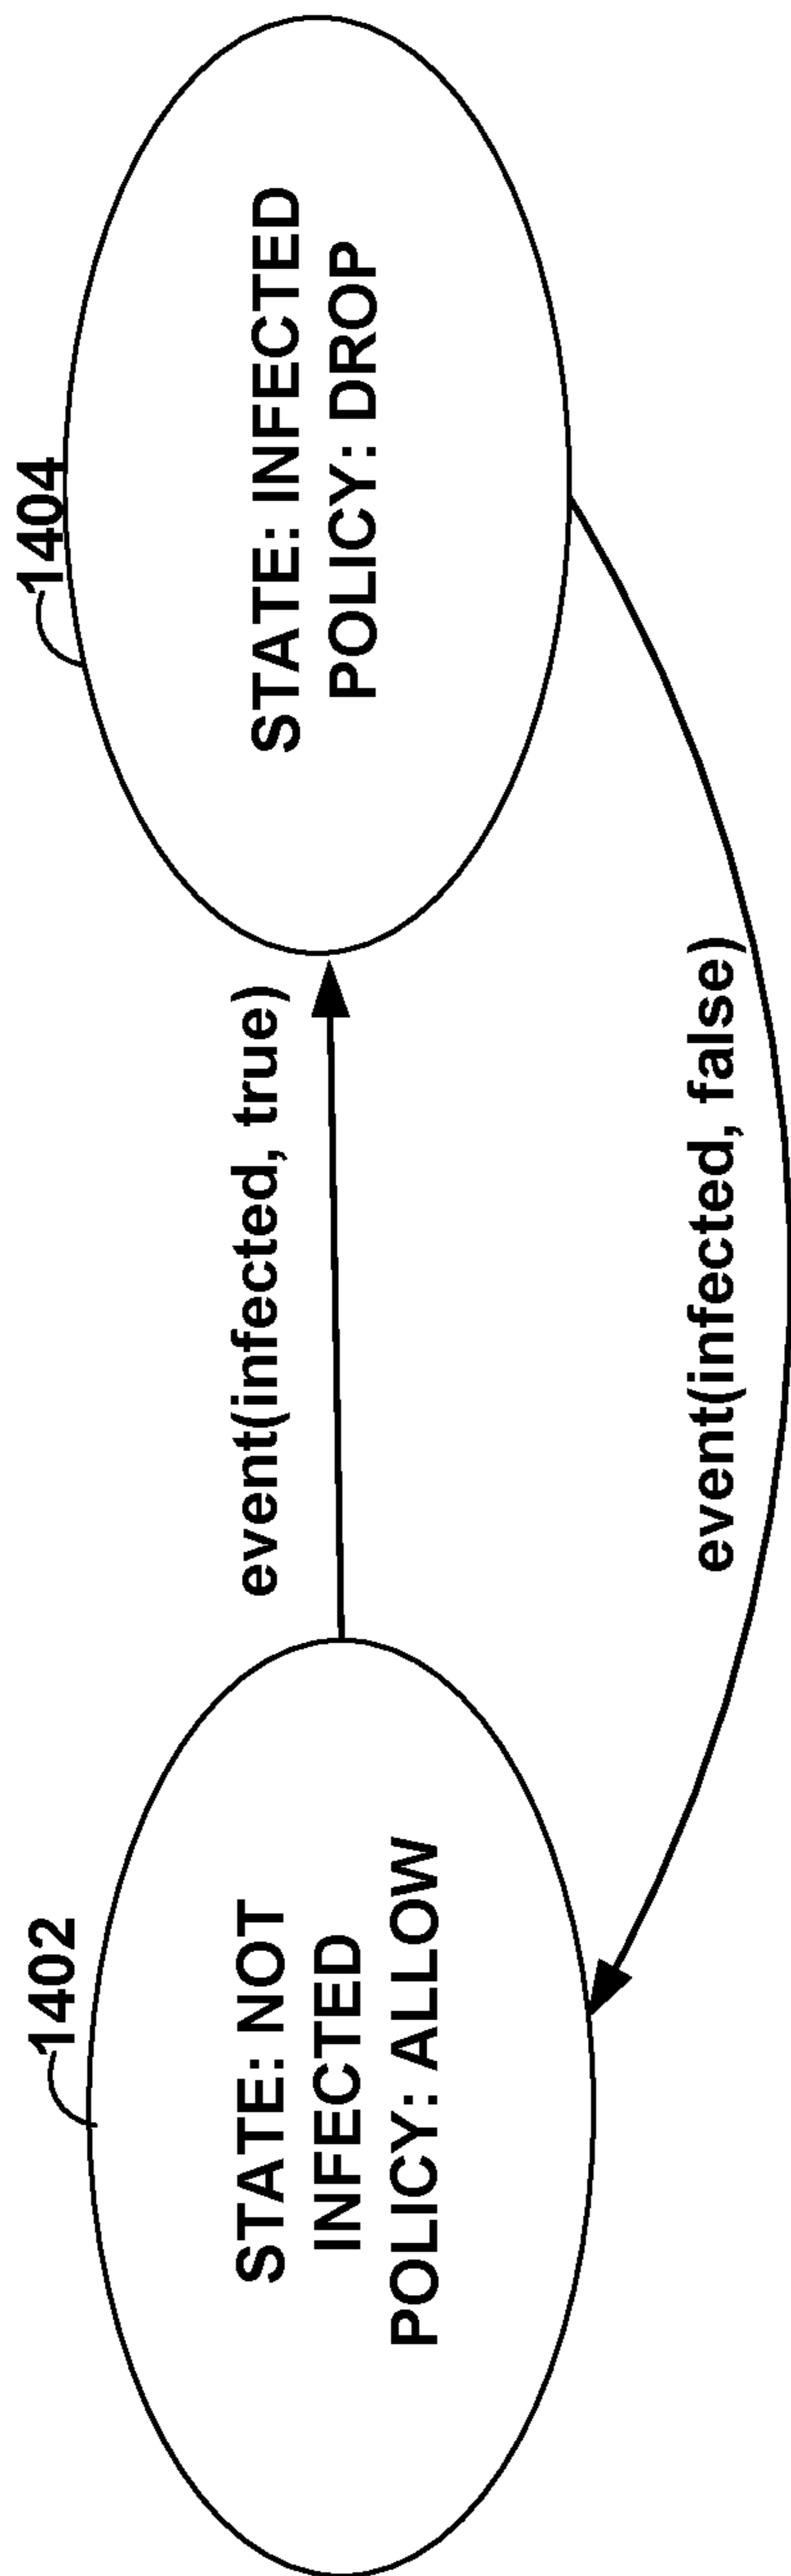 1402
STATE: NOT
INFECTED
POLICY: ALLOW
event(infected, true)
1404
STATE: INFECTED
POLICY: DROP
event(infected, false)